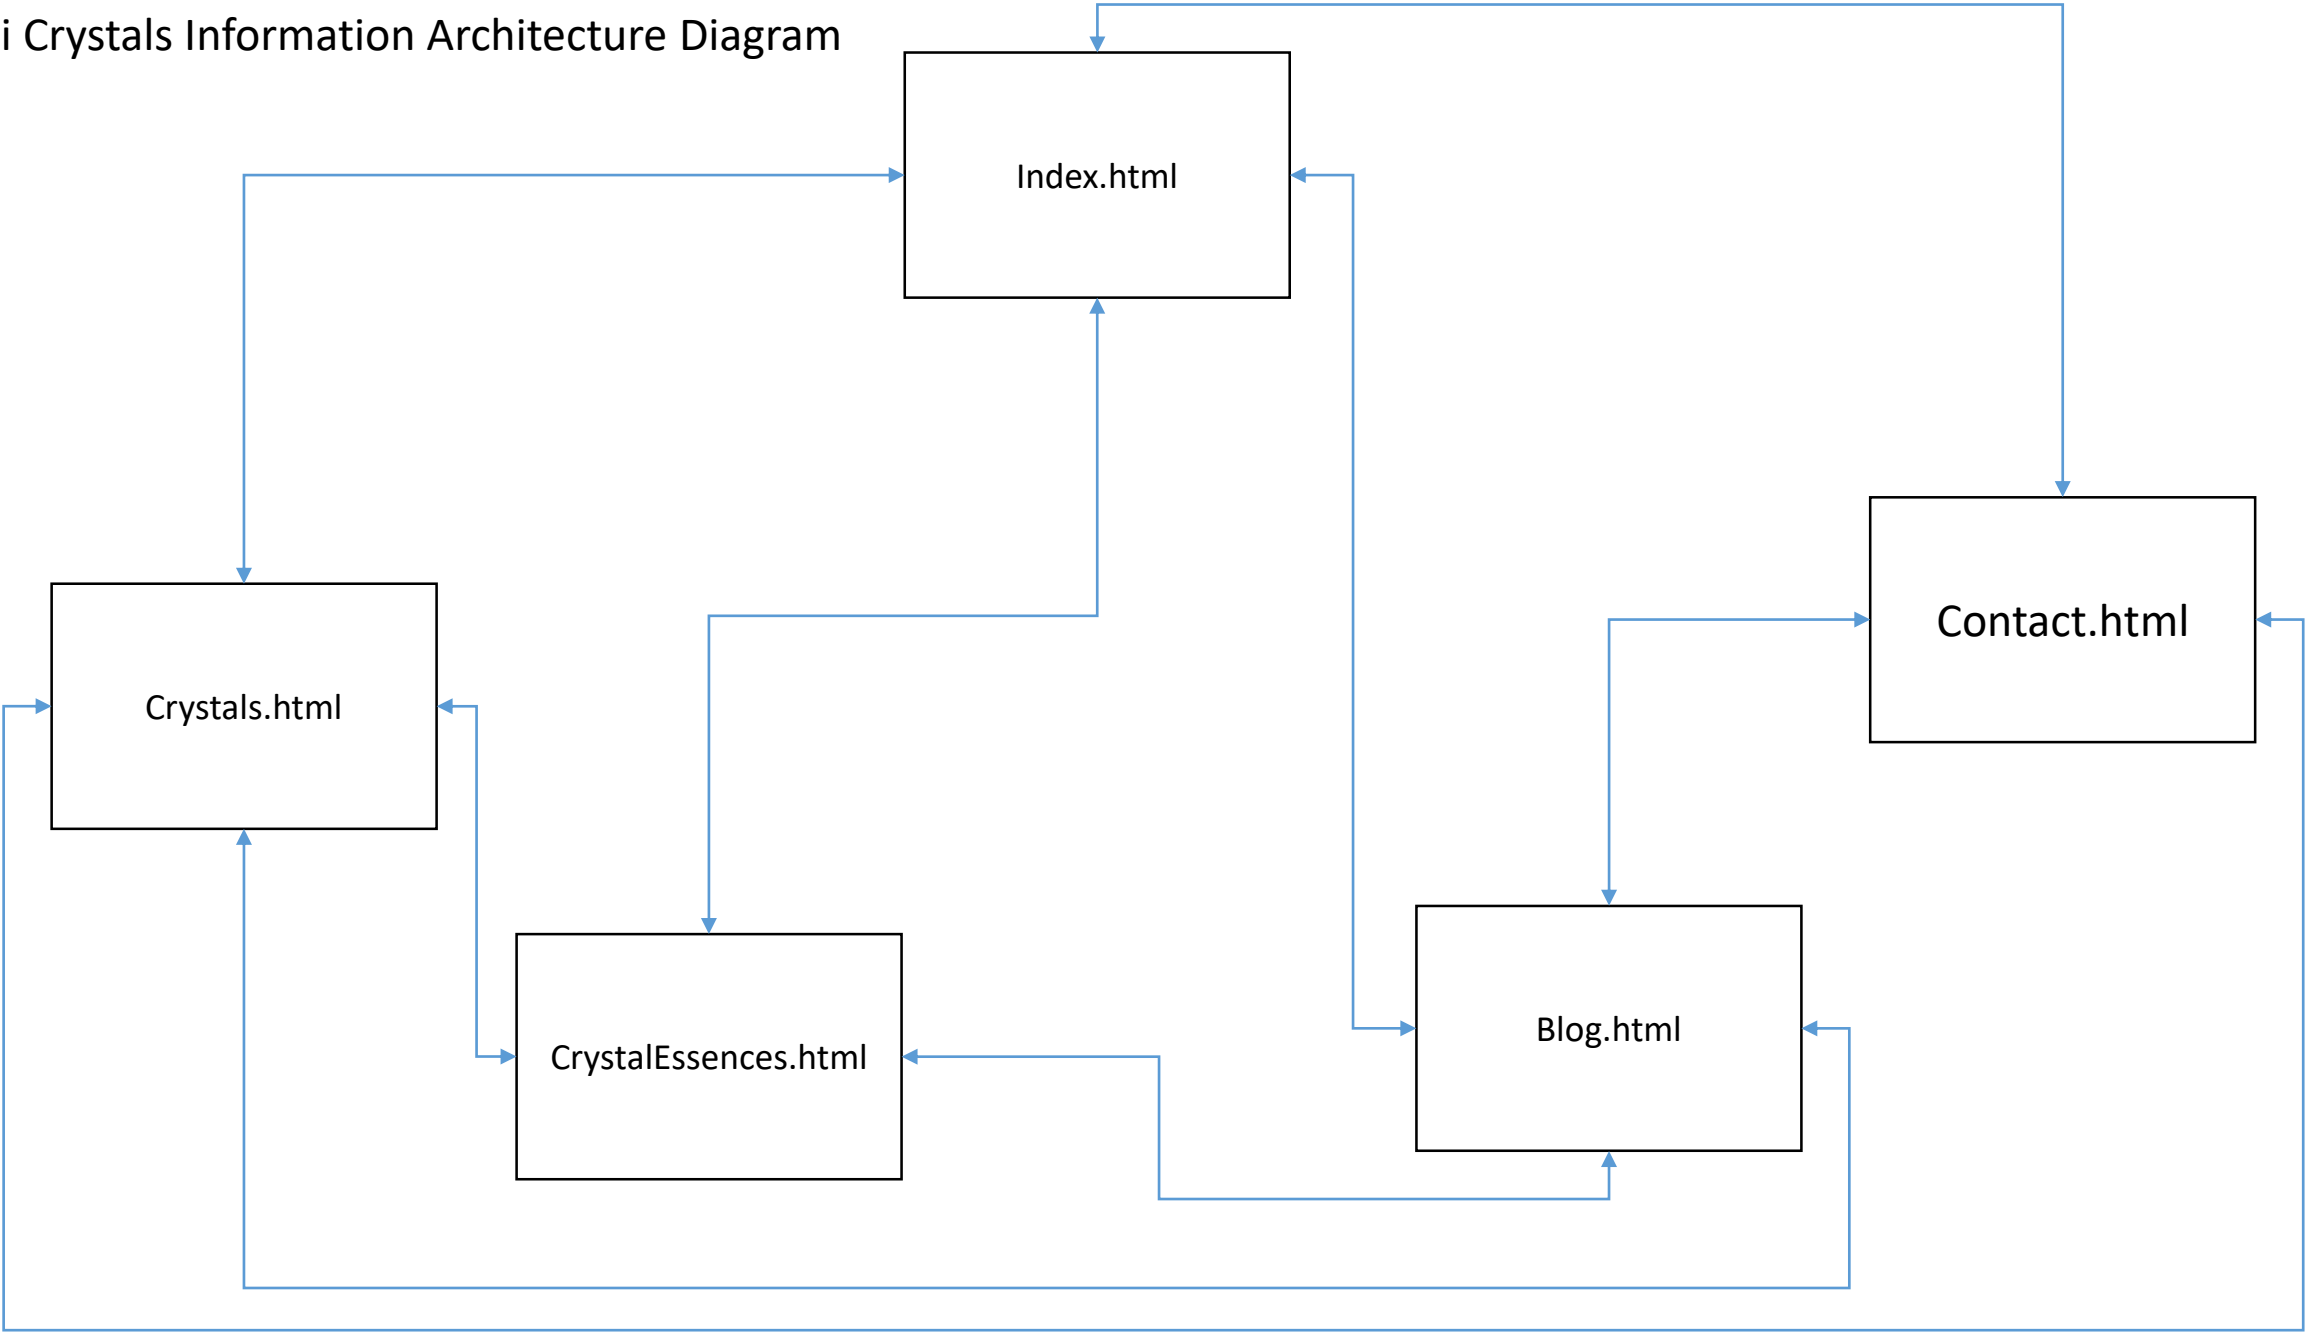 i Crystals Information Architecture Diagram
Index.html
Contact.html
Crystals.html
Blog.html
CrystalEssences.html